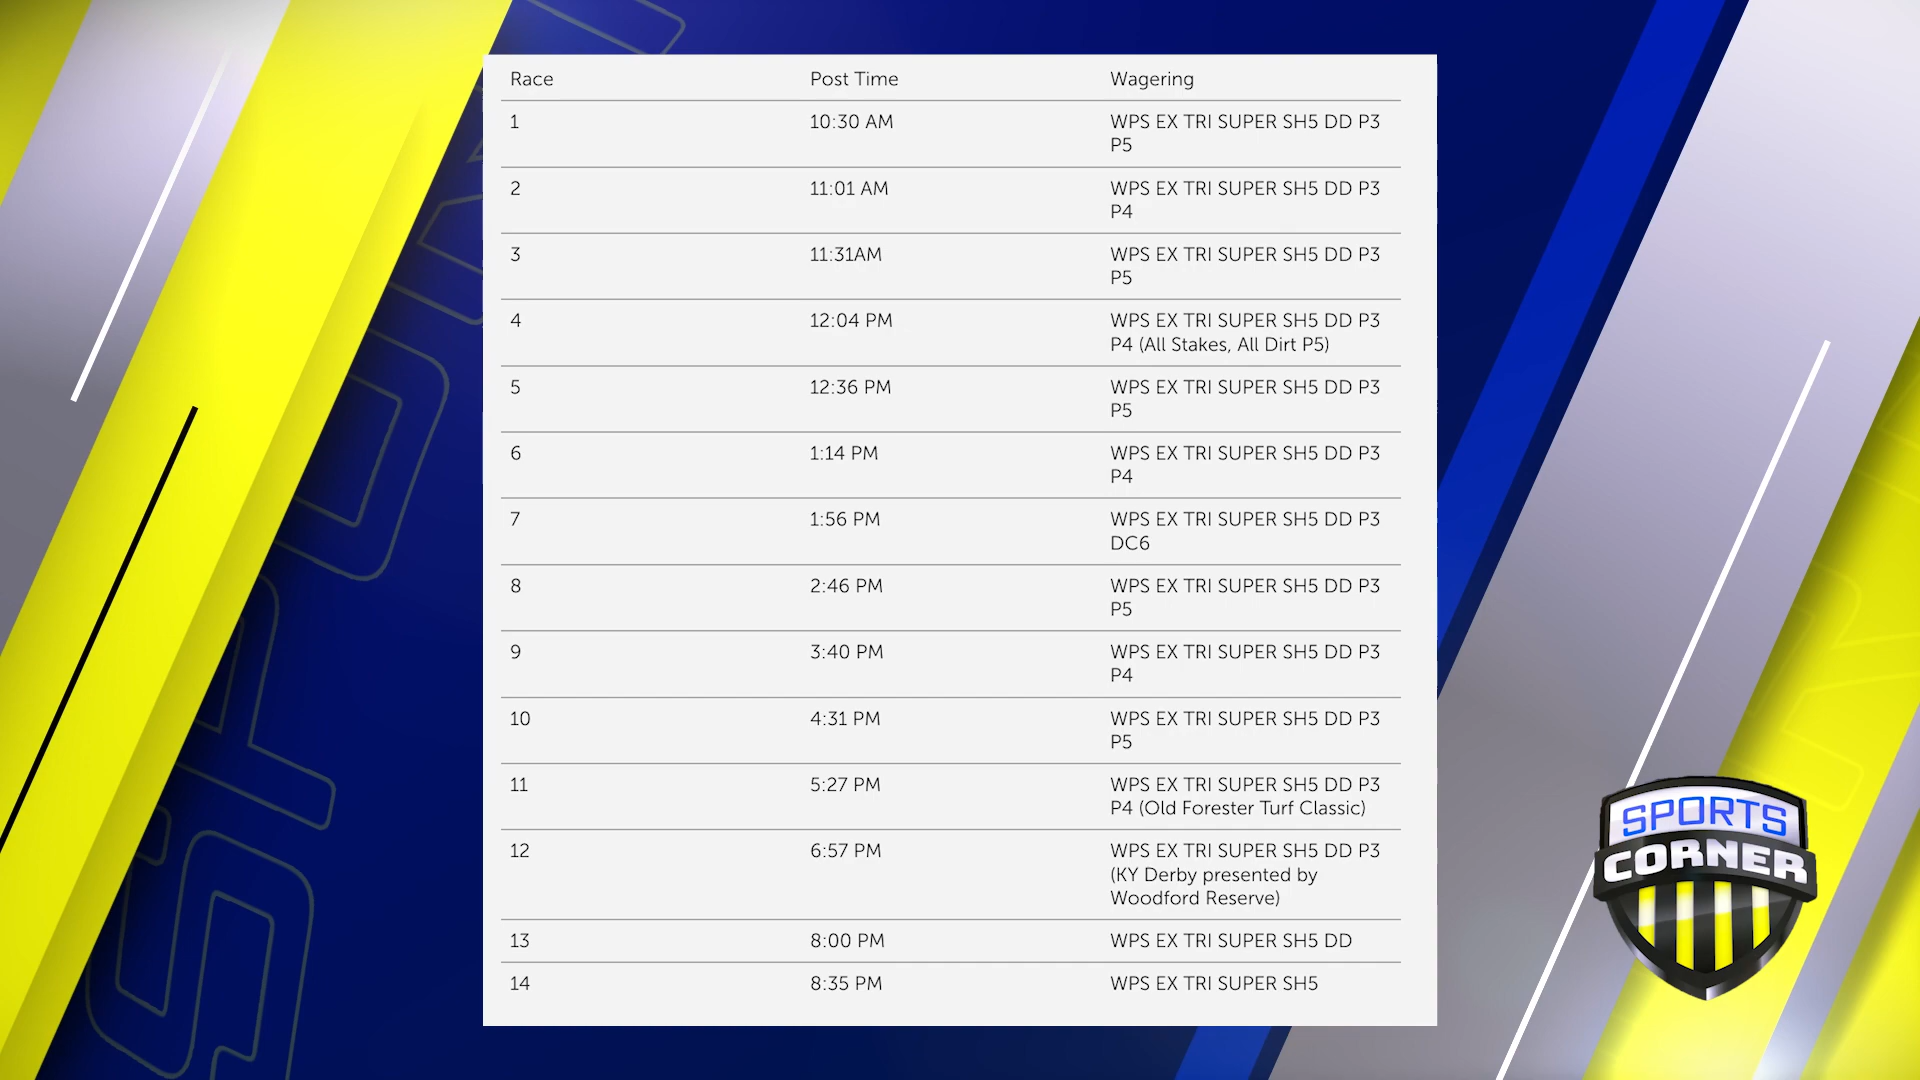 Race Post Time Wagering
1 10:30 AM WPS EX TRI SUPER SH5 DD P3
P5
2 11:01 AM WPS EX TRI SUPER SH5 DD P3
P4
3 11:31AM WPS EX TRI SUPER SH5 DD P3
P5
4 12:04 PM WPS EX TRI SUPER SH5 DD P3
P4 (All Stakes, All Dirt P5)
5 12:36 PM WPS EX TRI SUPER SH5 DD P3
P5
6 1:14 PM WPS EX TRI SUPER SH5 DD P3
P4
7 1:56 PM WPS EX TRI SUPER SH5 DD P3
DC6
8 2:46 PM WPS EX TRI SUPER SH5 DD P3
P5
9 3:40 PM WPS EX TRI SUPER SH5 DD P3
P4
10 4:31 PM WPS EX TRI SUPER SH5 DD P3
P5
11 5:27 PM WPS EX TRI SUPER SH5 DD P3
P4 (Old Forester Turf Classic)
12 6:57 PM WPS EX TRI SUPER SH5 DD P3
(KY Derby presented by
Woodford Reserve)
13 8:00 PM WPS EX TRI SUPER SH5 DD
14 8:35 PM WPS EX TRI SUPER SH5
SPORTS
CORNER